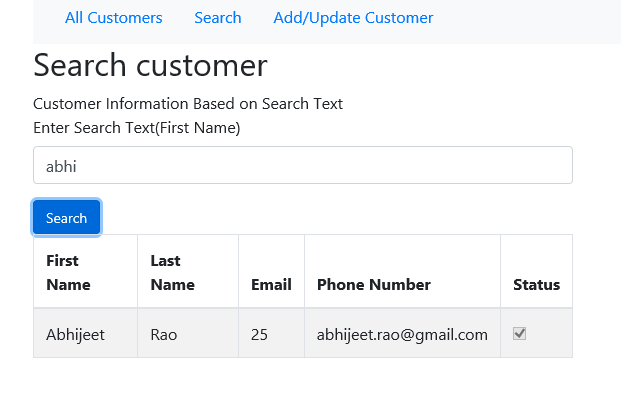 All Customers Search Add/Update Customer
Search customer
Customer Information Based on Search Text
Enter Search Text(First Name)
abhi
Search
First Name Last Name Email Phone Number Status
Abhijeet Rao 25 abhijeet.rao@gmail.com